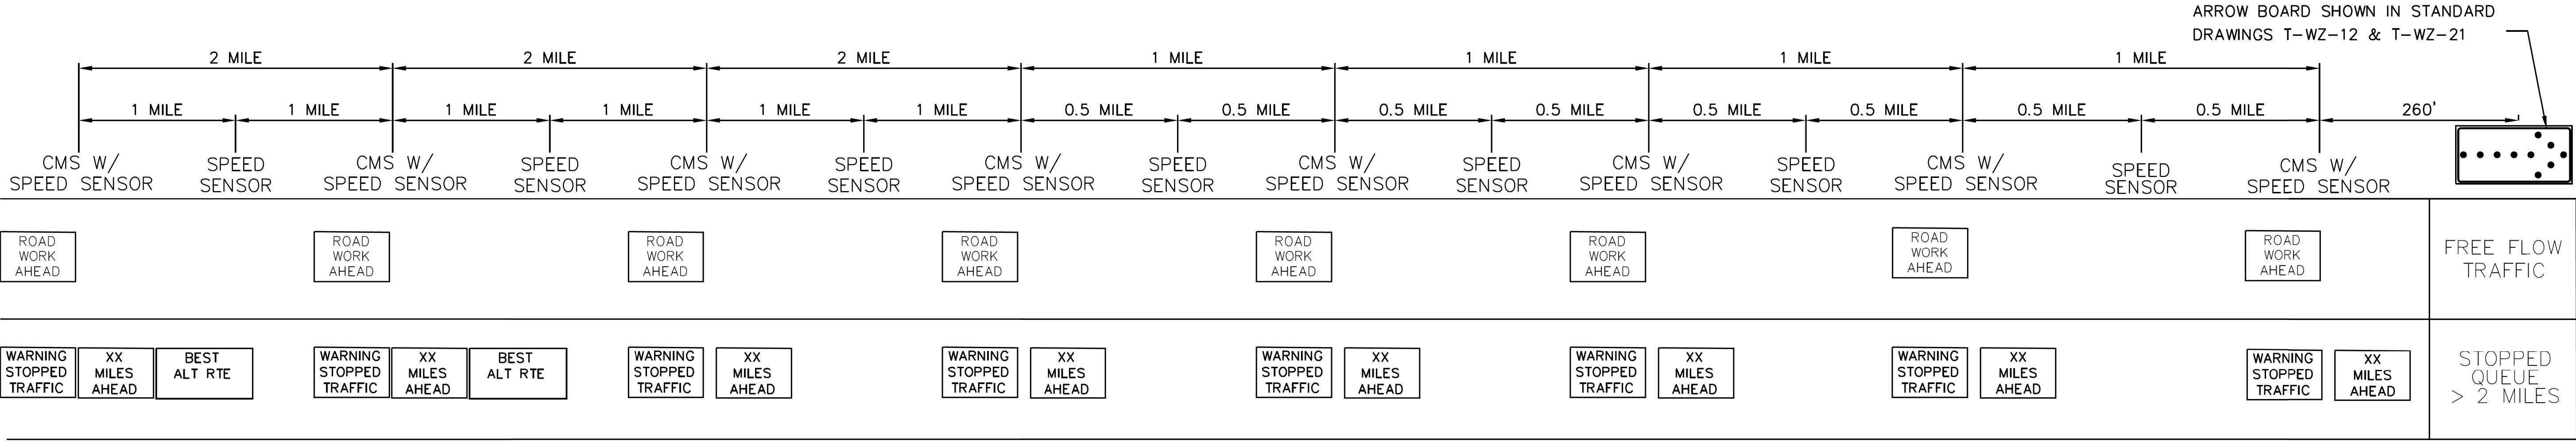 ARROW BOARD SHOWN IN STANDARD
DRAWINGS T-WZ-12 & T-WZ-21
2 MILE 2 MILE 2 MILE 1 MILE 1 MILE 1 MILE 1 MILE
1 MILE 1 MILE 1 MILE 1 MILE 1 MILE 1 MILE 0.5 MILE 0.5 MILE 0.5 MILE 0.5 MILE 0.5 MILE 0.5 MILE 0.5 MILE 0.5 MILE 260'
CMS W/
SPEED SENSOR
SPEED
SENSOR
CMS W/
SPEED SENSOR
SPEED
SENSOR
CMS W/
SPEED SENSOR
SPEED
SENSOR
CMS W/
SPEED SENSOR
SPEED
SENSOR
CMS W/
SPEED SENSOR
SPEED
SENSOR
CMS W/
SPEED SENSOR
SPEED
SENSOR
CMS W/
SPEED SENSOR
SPEED
SENSOR
CMS W/
SPEED SENSOR
ROAD
WORK
AHEAD
ROAD
WORK
AHEAD
ROAD
WORK
AHEAD
ROAD
WORK
AHEAD
ROAD
WORK
AHEAD
ROAD
WORK
AHEAD
ROAD
WORK
AHEAD
ROAD
WORK
AHEAD
FREE FLOW
TRAFFIC
WARNING
STOPPED
TRAFFIC
XX
MILES
AHEAD
BEST
ALT RTE
WARNING
STOPPED
TRAFFIC
XX
MILES
AHEAD
BEST
ALT RTE
WARNING
STOPPED
TRAFFIC
XX
MILES
AHEAD
WARNING
STOPPED
TRAFFIC
XX
MILES
AHEAD
WARNING
STOPPED
TRAFFIC
XX
MILES
AHEAD
WARNING
STOPPED
TRAFFIC
XX
MILES
AHEAD
WARNING
STOPPED
TRAFFIC
XX
MILES
AHEAD
WARNING
STOPPED
TRAFFIC
XX
MILES
AHEAD
STOPPED
QUEUE
> 2 MILES